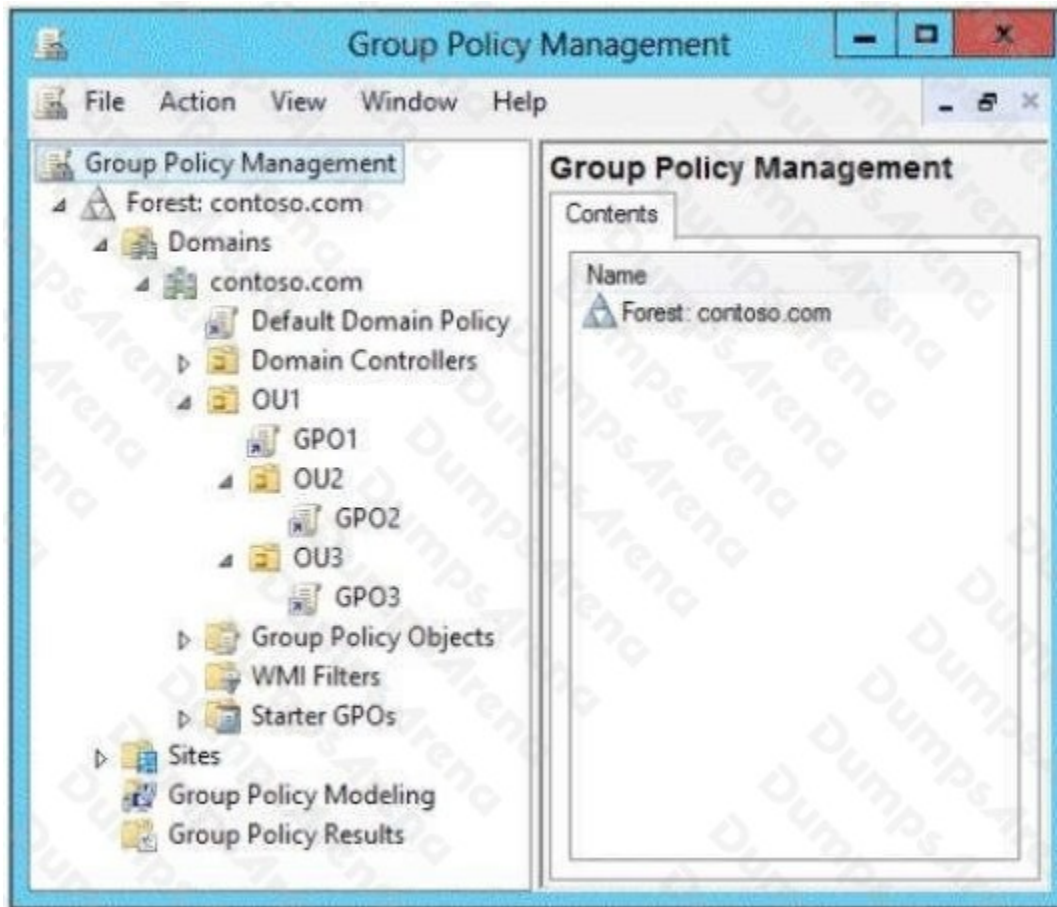 Group Policy Management
File Action View Window Help
Group Policy Management
Forest: contoso.com
Domains
contoso.com
Default Domain Policy
Domain Controllers
OU1
GPO1
OU2
GPO2
OU3
GPO3
Group Policy Objects
WMI Filters
Starter GPOs
Sites
Group Policy Modeling
Group Policy Results
Group Policy Management
Contents
Name
Forest: contoso.com
DumpsArena